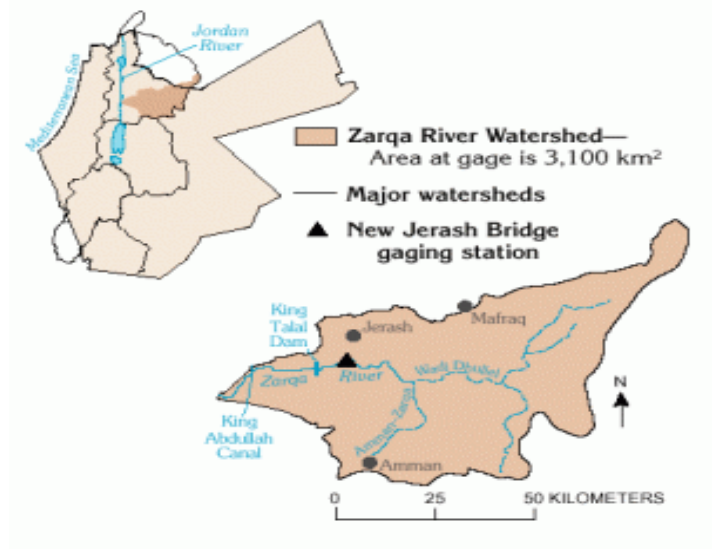 Jordan
River
Mediterranean Sea
Zarqa River Watershed—
Area at gage is 3,100 km²
Major watersheds
New Jerash Bridge
gaging station
King
Talal
Dam
Jerash
Mafraq
Zarqa River
Wadi Dhuliel
N
King
Abdullah
Canal
Amman-Zarqa
Amman
0 25 50 KILOMETERS